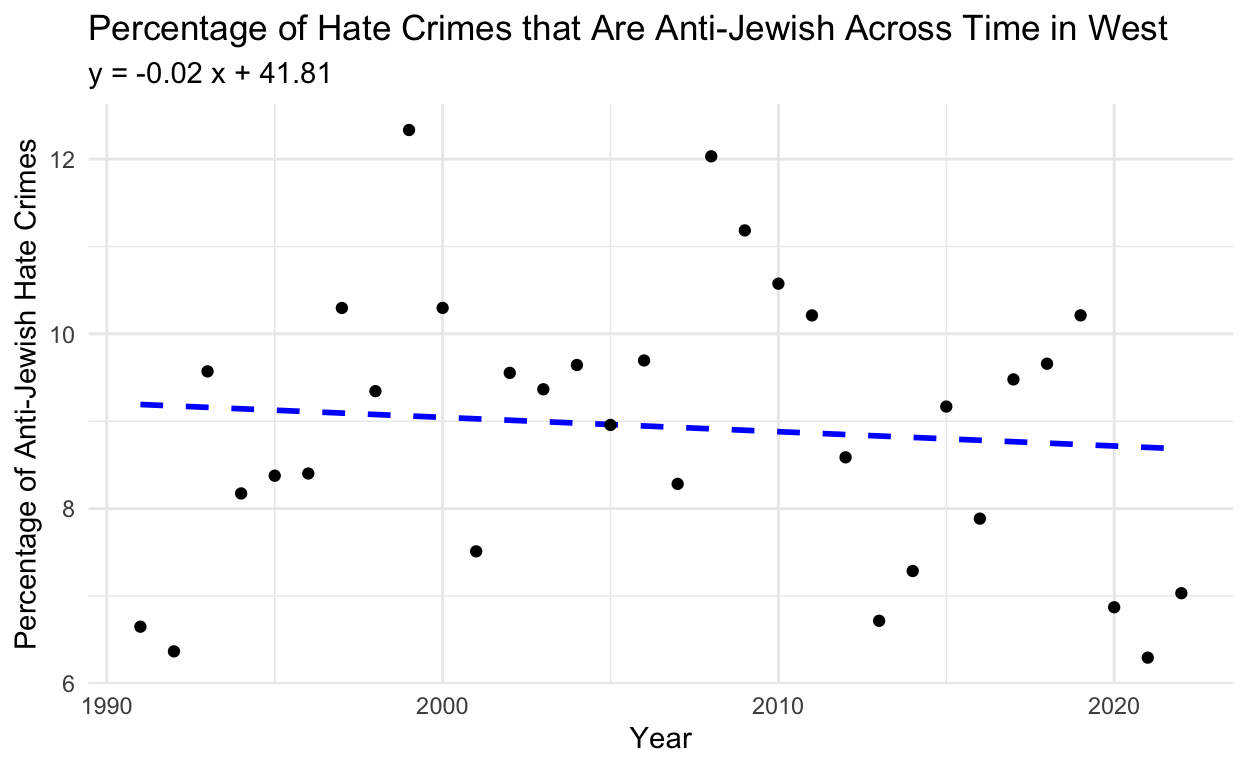 Percentage of Hate Crimes that Are Anti-Jewish Across Time in West
y = -0.02 x + 41.81
Percentage of Anti-Jewish Hate Crimes
12
10
8
6
1990
2000
2010
2020
Year